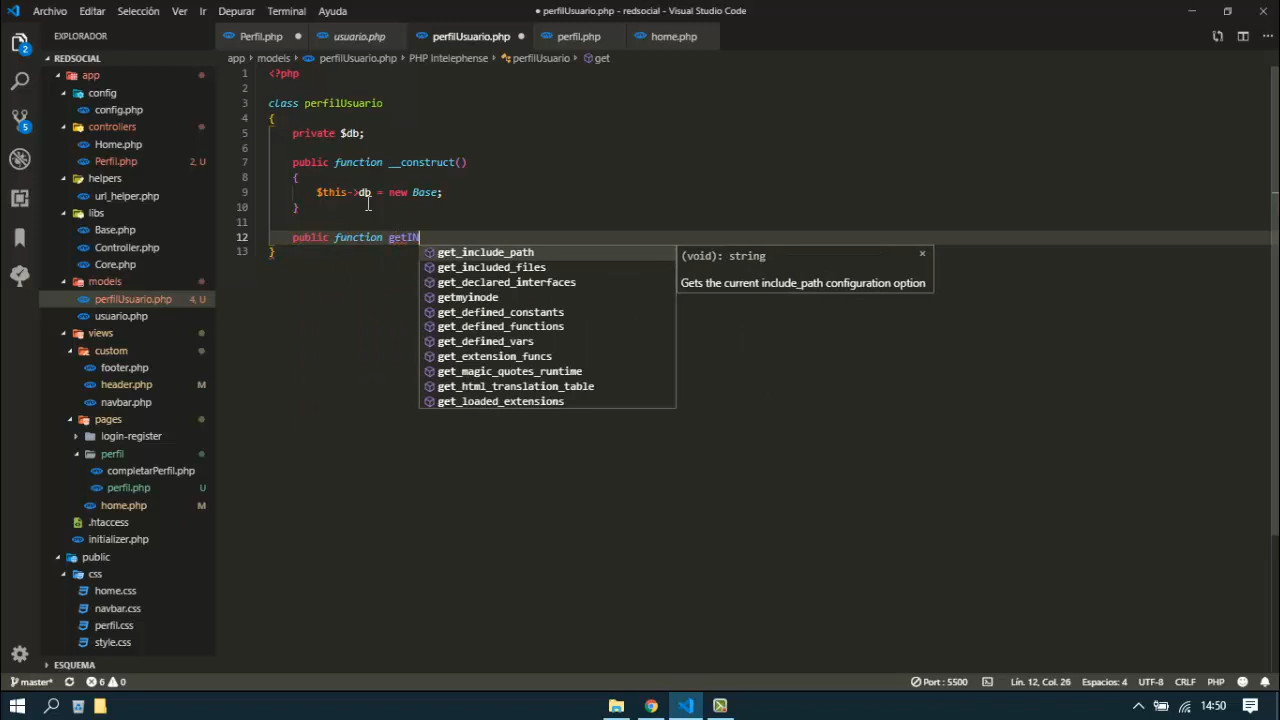 Archivo Editar Selección Ver Ir Depurar Terminal Ayuda
● perfilUsuario.php - redsocial - Visual Studio Code
EXPLORADOR
Perfil.php
usuario.php
perfilUsuario.php
perfil.php
home.php
REDSOCIAL
app > models > perfilUsuario.php > PHP Intelephense > perfilUsuario > get
app
config
config.php
controllers
Home.php
Perfil.php 2, U
helpers
url_helper.php
libs
Base.php
Controller.php
Core.php
models
perfilUsuario.php 4, U
usuario.php
views
custom
footer.php
header.php M
navbar.php
pages
login-register
perfil
completarPerfil.php
perfil.php U
home.php M
.htaccess
initializer.php
public
css
home.css
navbar.css
perfil.css
style.css
ESQUEMA
2
5
1 <?php
2
3 class perfilUsuario
4 {
5 private $db;
6
7 public function __construct()
8 {
9 $this->db = new Base;
10 }
11
12 public function getIN
13 }
get_include_path
get_included_files
get_declared_interfaces
getmyinode
get_defined_constants
get_defined_functions
get_defined_vars
get_extension_funcs
get_magic_quotes_runtime
get_html_translation_table
get_loaded_extensions
(void): string
Gets the current include_path configuration option
master* 6 0
Port : 5500 Lín. 12, Col. 26 Espacios: 4 UTF-8 CRLF PHP
14:50